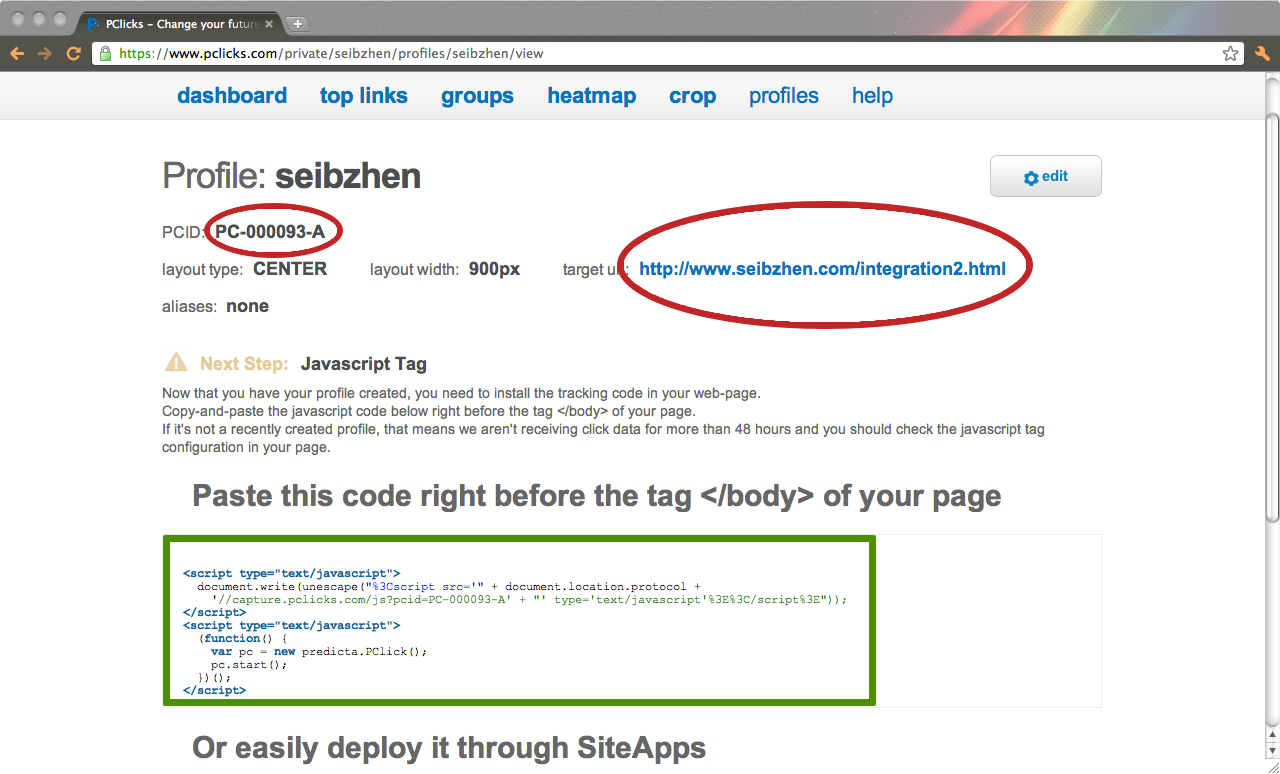 PClicks – Change your future
https://www.pclicks.com/private/seibzhen/profiles/seibzhen/view
dashboard top links groups heatmap crop profiles help
Profile: seibzhen
edit
PCID: PC-000093-A
layout type: CENTER layout width: 900px target url: http://www.seibzhen.com/integration2.html
aliases: none
Next Step: Javascript Tag
Now that you have your profile created, you need to install the tracking code in your web-page.
Copy-and-paste the javascript code below right before the tag </body> of your page.
If it's not a recently created profile, that means we aren't receiving click data for more than 48 hours and you should check the javascript tag
configuration in your page.
Paste this code right before the tag </body> of your page
<script type="text/javascript">
document.write(unescape("%3Cscript src='" + document.location.protocol +
'//capture.pclicks.com/js?pcid=PC-000093-A' + "' type='text/javascript'%3E%3C/script%3E"));
</script>
<script type="text/javascript">
(function() {
var pc = new predicta.PClick();
pc.start();
})();
</script>
Or easily deploy it through SiteApps